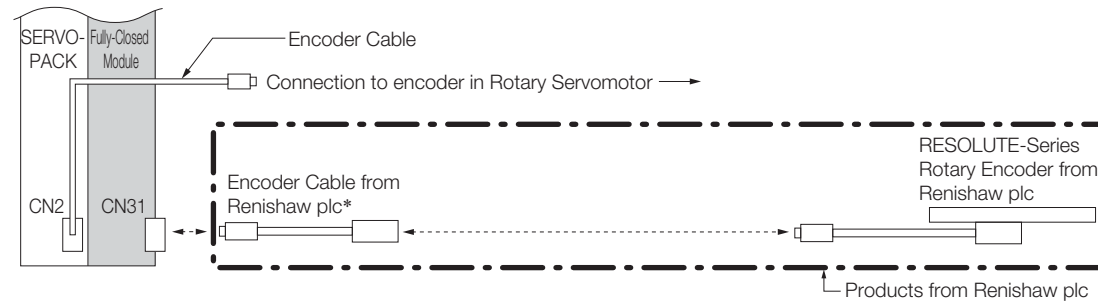 SERVO-
PACK
Fully-Closed
Module
Encoder Cable
Connection to encoder in Rotary Servomotor
RESOLUTE-Series
Rotary Encoder from
Renishaw plc
Encoder Cable from
Renishaw plc*
CN2
CN31
Products from Renishaw plc